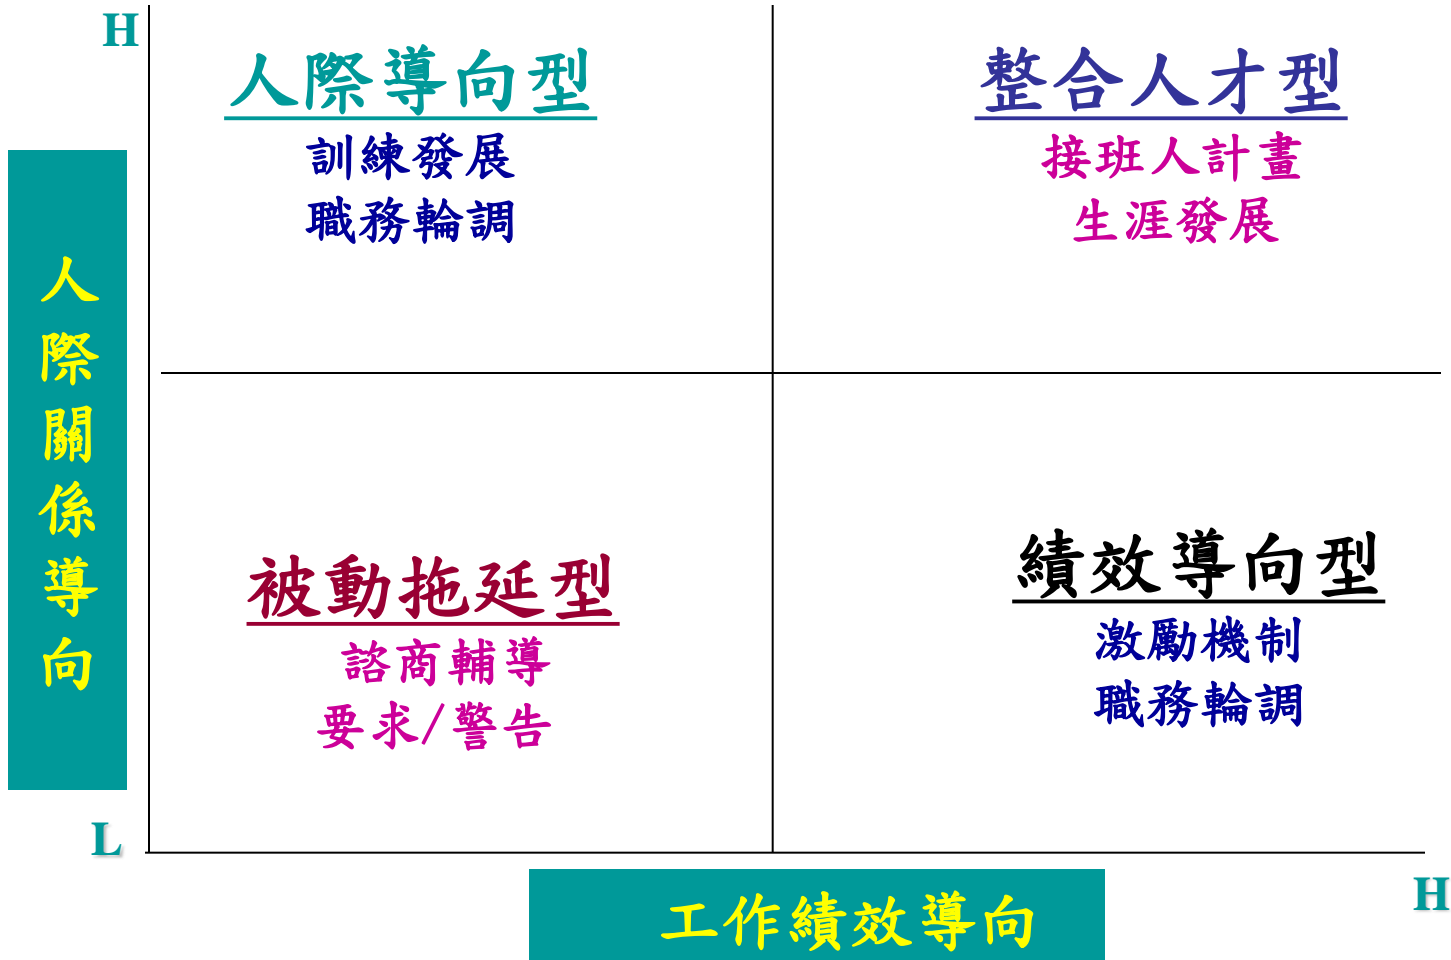 H
人際導向型
訓練發展
職務輪調
整合人才型
接班人計畫
生涯發展
人際關係導向
被動拖延型
諮商輔導
要求/警告
績效導向型
激勵機制
職務輪調
L
H
工作績效導向